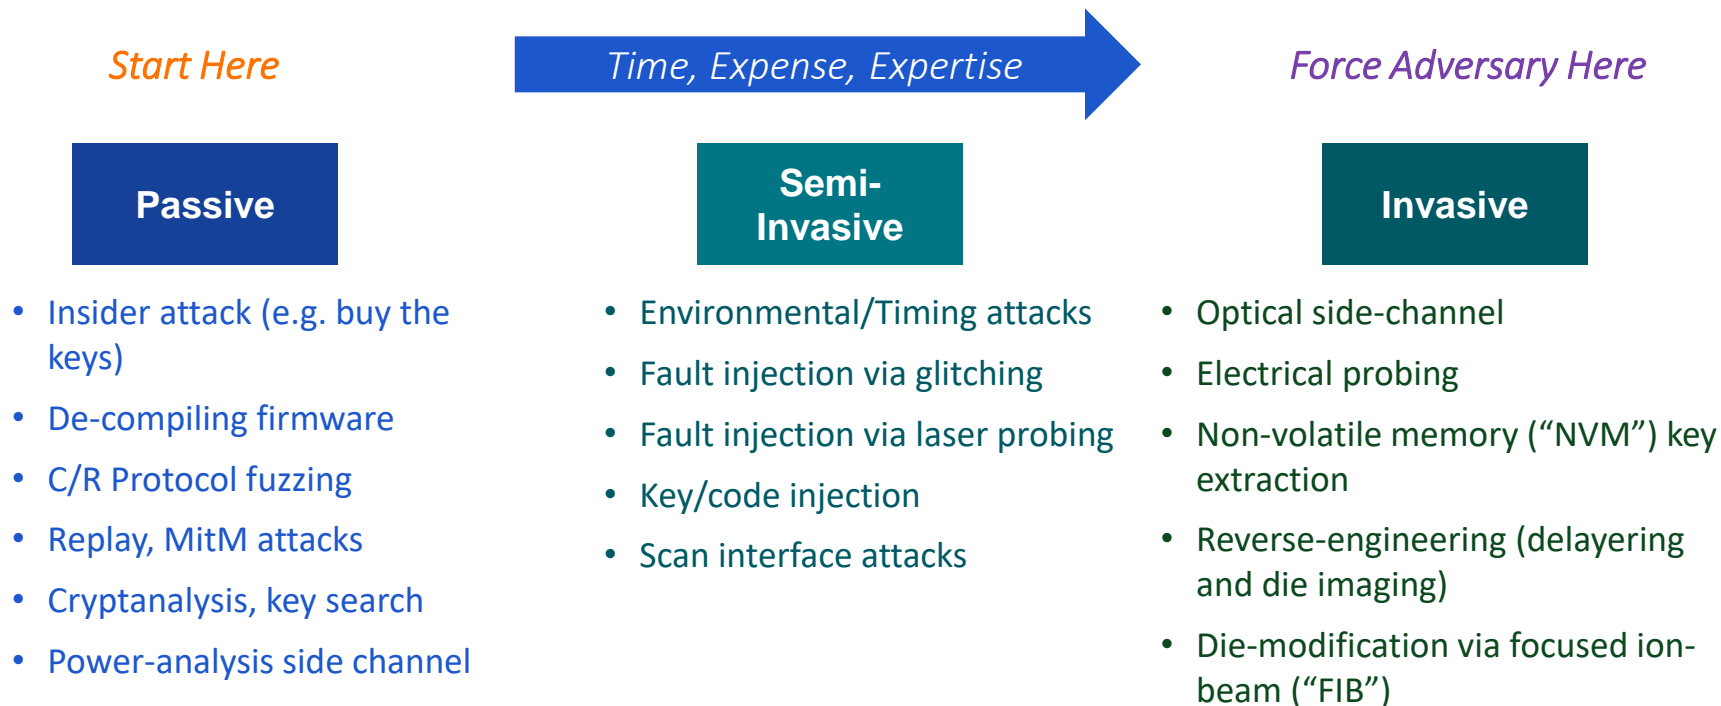 Start Here
Time, Expense, Expertise
Force Adversary Here
Passive
• Insider attack (e.g. buy the
keys)
• De-compiling firmware
• C/R Protocol fuzzing
• Replay, MitM attacks
• Cryptanalysis, key search
• Power-analysis side channel
Semi-
Invasive
• Environmental/Timing attacks
• Fault injection via glitching
• Fault injection via laser probing
• Key/code injection
• Scan interface attacks
Invasive
• Optical side-channel
• Electrical probing
• Non-volatile memory (“NVM”) key
extraction
• Reverse-engineering (delayering
and die imaging)
• Die-modification via focused ion-
beam (“FIB”)